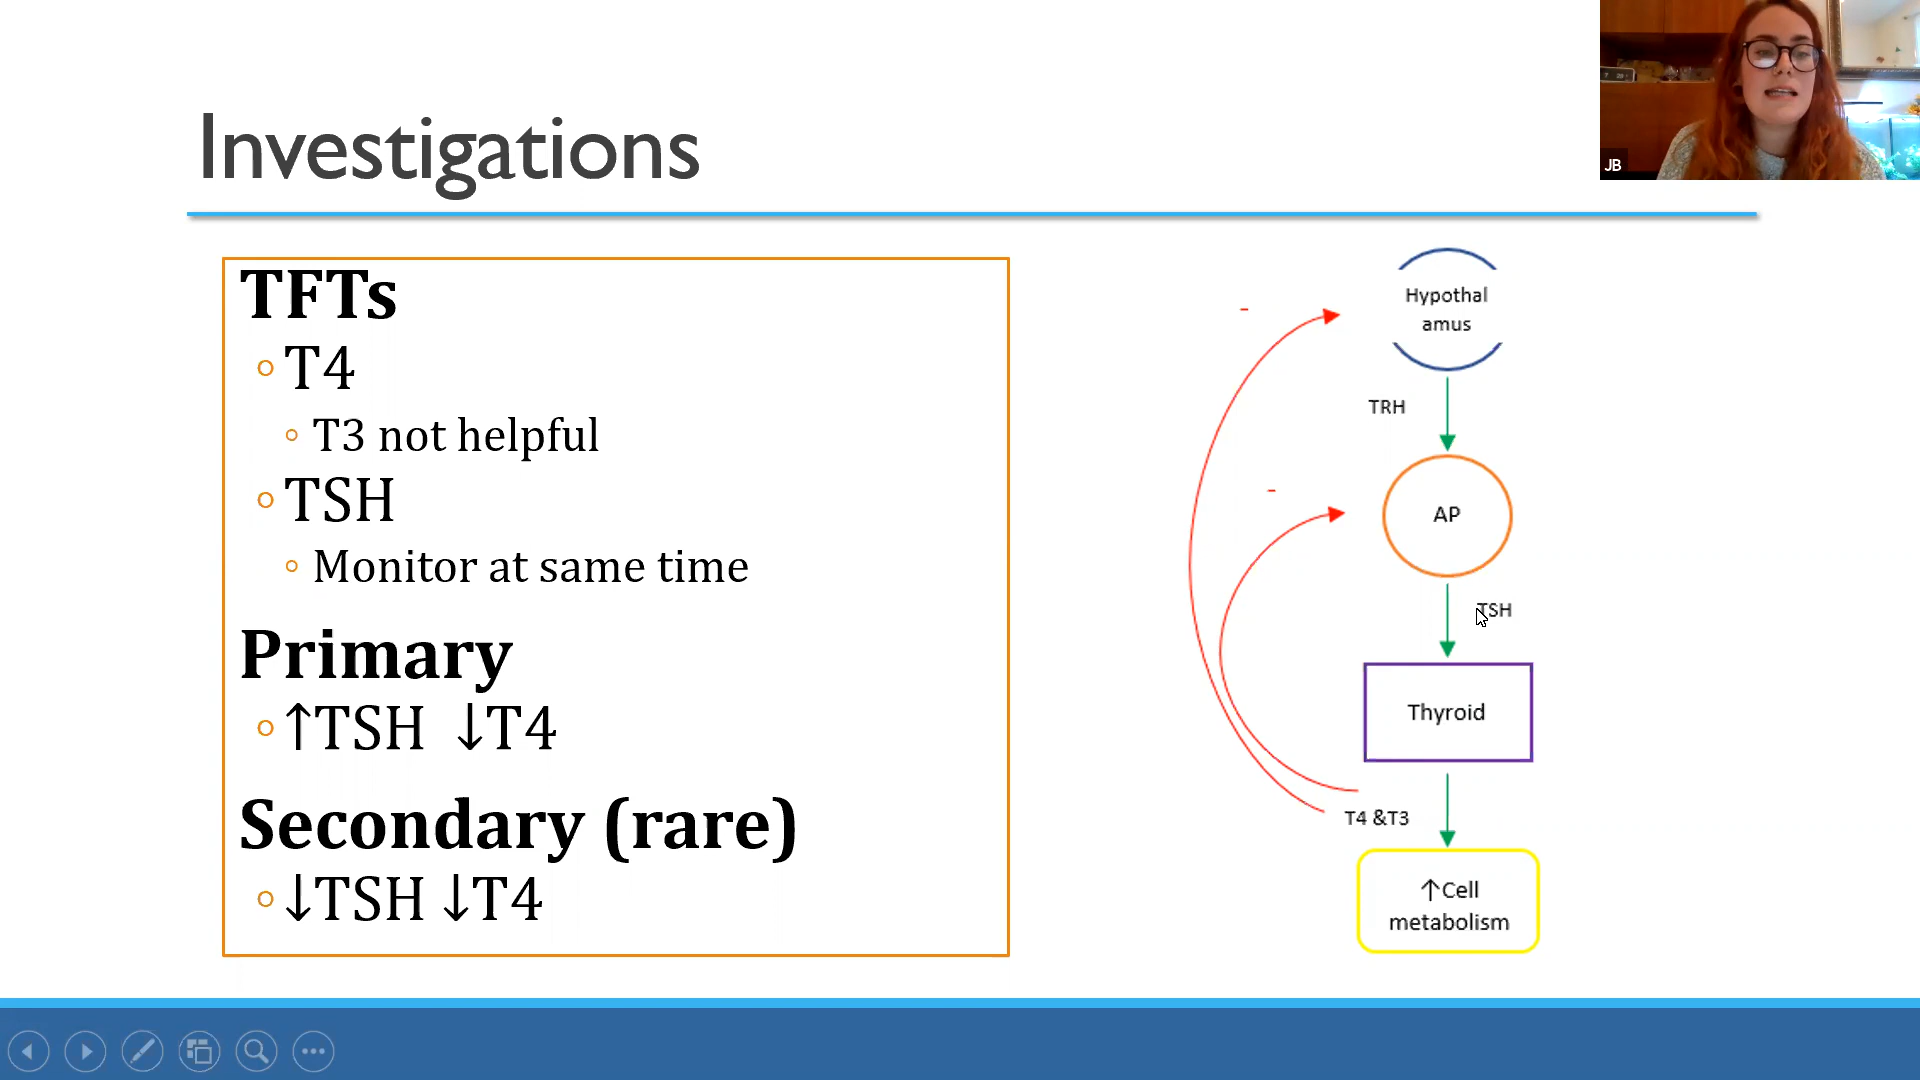 Investigations
TFTs
◦T4
◦ T3 not helpful
◦TSH
◦ Monitor at same time
Primary
◦↑TSH ↓T4
Secondary (rare)
◦↓TSH ↓T4
Hypothal
amus
-
TRH
-
AP
TSH
Thyroid
T4 &T3
↑Cell
metabolism
JB